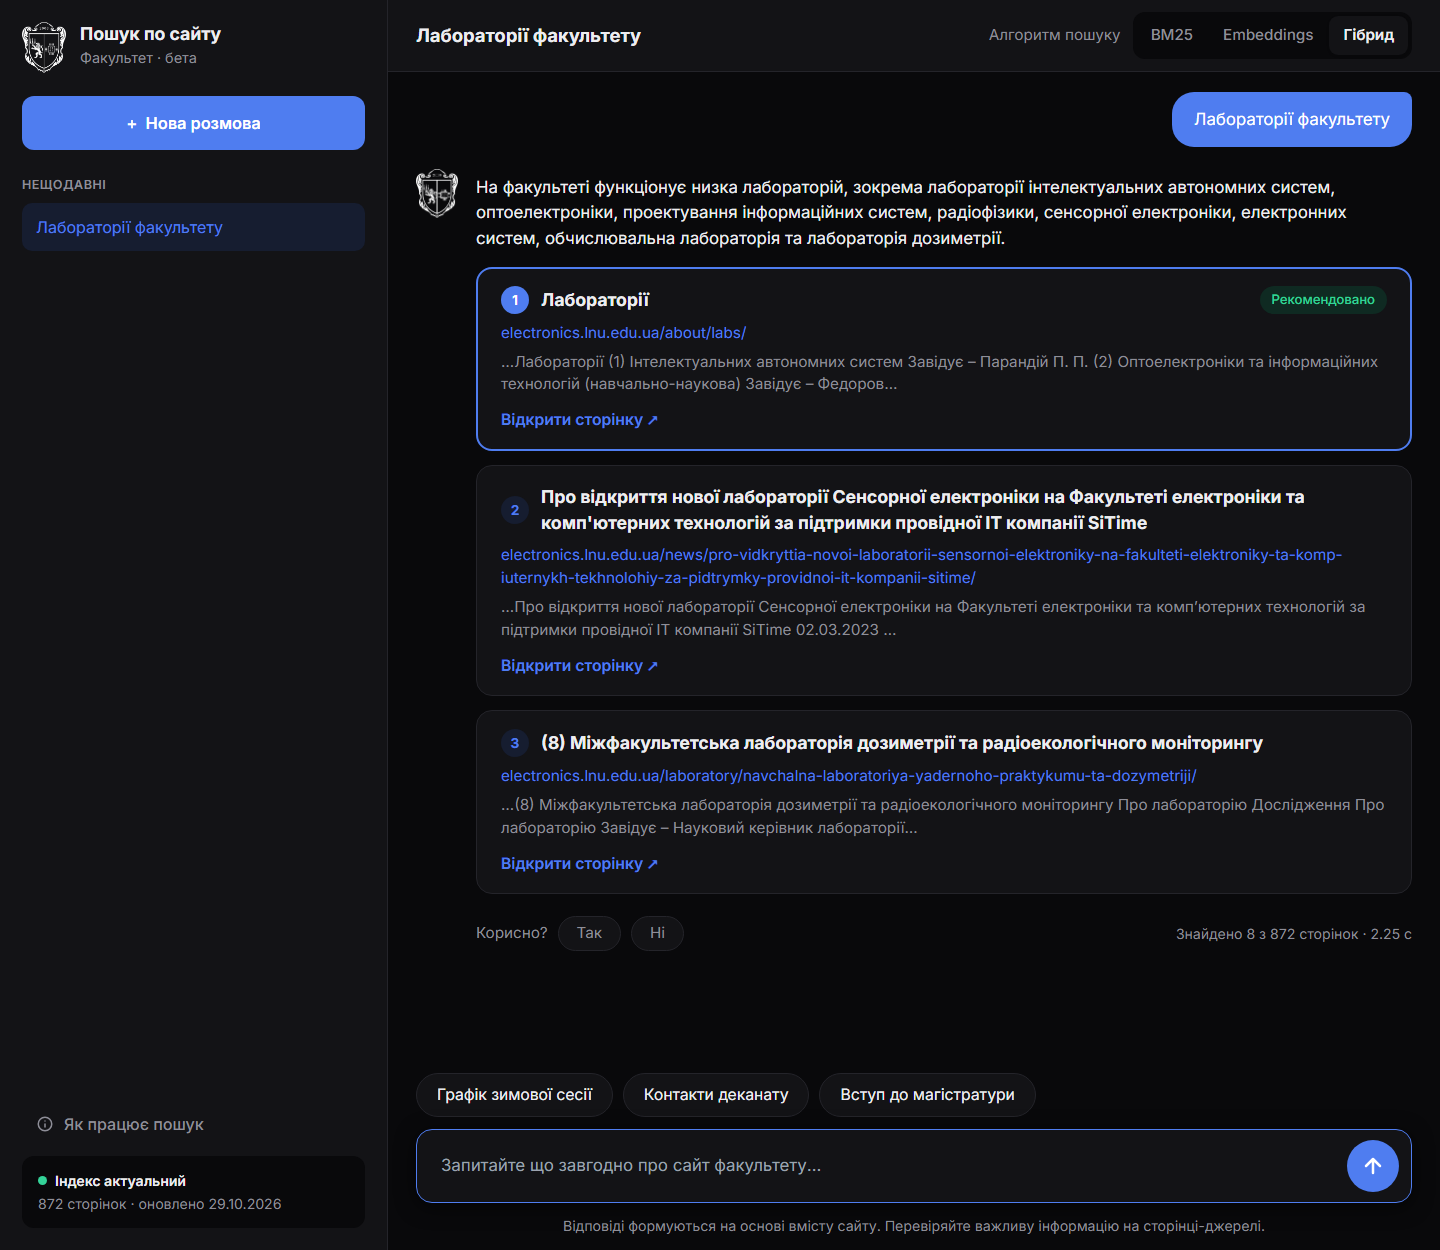 Пошук по сайту
Факультет · бета
+ Нова розмова
НЕЩОДАВНІ
Лабораторії факультету
Як працює пошук
Індекс актуальний
872 сторінок · оновлено 29.10.2026
Лабораторії факультету
Алгоритм пошуку
BM25
Embeddings
Гібрид
Лабораторії факультету
На факультеті функціонує низка лабораторій, зокрема лабораторії інтелектуальних автономних систем,
оптоелектроніки, проектування інформаційних систем, радіофізики, сенсорної електроніки, електронних
систем, обчислювальна лабораторія та лабораторія дозиметрії.
1 Лабораторії
Рекомендовано
electronics.lnu.edu.ua/about/labs/
...Лабораторії (1) Інтелектуальних автономних систем Завідує – Парандій П. П. (2) Оптоелектроніки та інформаційних
технологій (навчально-наукова) Завідує – Федоров...
Відкрити сторінку ↗
2 Про відкриття нової лабораторії Сенсорної електроніки на Факультеті електроніки та
комп'ютерних технологій за підтримки провідної ІТ компанії SiTime
electronics.lnu.edu.ua/news/pro-vidkryttia-novoi-laboratorii-sensornoi-elektroniky-na-fakulteti-elektroniky-ta-komp-
iuternykh-tekhnolohiy-za-pidtrymky-providnoi-it-kompanii-sitime/
...Про відкриття нової лабораторії Сенсорної електроніки на Факультеті електроніки та комп’ютерних технологій за
підтримки провідної ІТ компанії SiTime 02.03.2023 ...
Відкрити сторінку ↗
3 (8) Міжфакультетська лабораторія дозиметрії та радіоекологічного моніторингу
electronics.lnu.edu.ua/laboratory/navchalna-laboratoriya-yadernoho-praktykumu-ta-dozymetriji/
...(8) Міжфакультетська лабораторія дозиметрії та радіоекологічного моніторингу Про лабораторію Дослідження Про
лабораторію Завідує – Науковий керівник лабораторії...
Відкрити сторінку ↗
Корисно?
Так
Ні
Знайдено 8 з 872 сторінок · 2.25 с
Графік зимової сесії
Контакти деканату
Вступ до магістратури
Запитайте що завгодно про сайт факультету...
Відповіді формуються на основі вмісту сайту. Перевіряйте важливу інформацію на сторінці-джерелі.